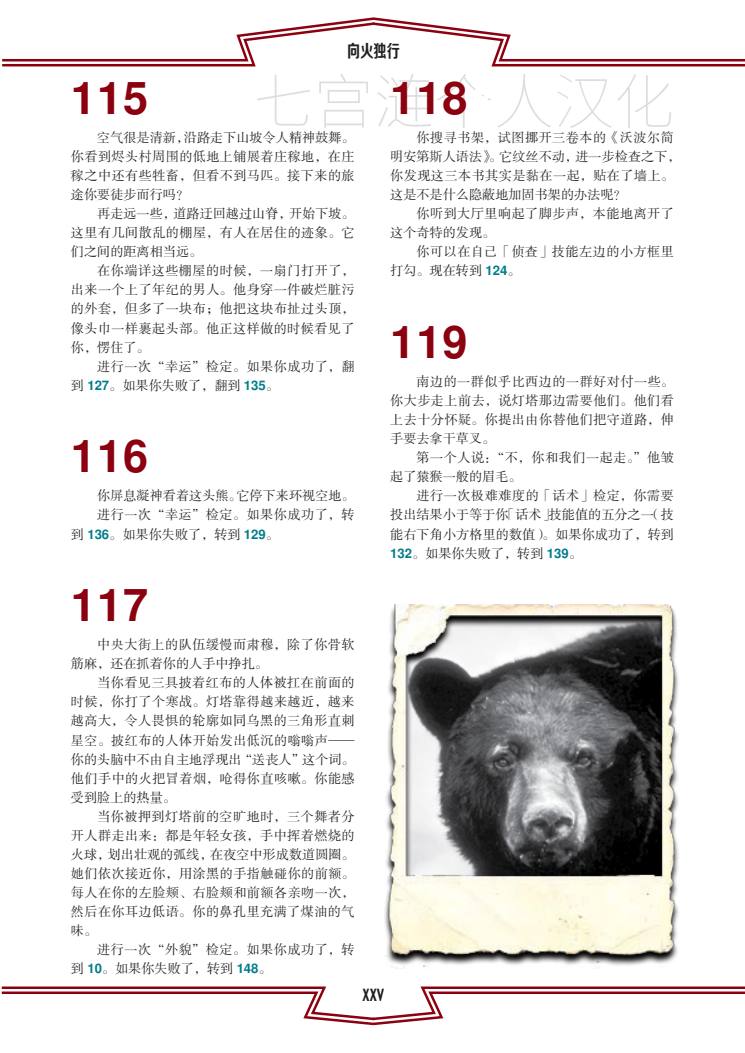 向火独行
七宫涟个人汉化
115
空气很是清新，沿路走下山坡令人精神鼓舞。
你看到烬头村周围的低地上铺展着庄稼地，在庄
稼之中还有些牲畜，但看不到马匹。接下来的旅
途你要徒步而行吗？
再走远一些，道路迂回越过山脊，开始下坡。
这里有几间散乱的棚屋，有人在居住的迹象。它
们之间的距离相当远。
在你端详这些棚屋的时候，一扇门打开了，
出来一个上了年纪的男人。他身穿一件破烂脏污
的外套，但多了一块布；他把这块布扯过头顶，
像头巾一样裹起头部。他正这样做的时候看见了
你，愣住了。
进行一次“幸运”检定。如果你成功了，翻
到 127。如果你失败了，翻到 135。
116
你屏息凝神看着这头熊。它停下来环视空地。
进行一次“幸运”检定。如果你成功了，转
到 136。如果你失败了，转到 129。
117
中央大街上的队伍缓慢而肃穆，除了你骨软
筋麻，还在抓着你的人手中挣扎。
当你看见三具披着红布的人体被扛在前面的
时候，你打了个寒战。灯塔靠得越来越近，越来
越高大，令人畏惧的轮廓如同乌黑的三角形直刺
星空。披红布的人体开始发出低沉的嗡嗡声——
你的头脑中不由自主地浮现出“送丧人”这个词。
他们手中的火把冒着烟，呛得你直咳嗽。你能感
受到脸上的热量。
当你被押到灯塔前的空旷地时，三个舞者分
开人群走出来：都是年轻女孩，手中挥着燃烧的
火球，划出壮观的弧线，在夜空中形成数道圆圈。
她们依次接近你，用涂黑的手指触碰你的前额。
每人在你的左脸颊、右脸颊和前额各亲吻一次，
然后在你耳边低语。你的鼻孔里充满了煤油的气
味。
进行一次“外貌”检定。如果你成功了，转
到 10。如果你失败了，转到 148。
118
你搜寻书架，试图挪开三卷本的《沃波尔简
明安第斯人语法》。它纹丝不动，进一步检查之下，
你发现这三本书其实是黏在一起，贴在了墙上。
这是不是什么隐蔽地加固书架的办法呢？
你听到大厅里响起了脚步声，本能地离开了
这个奇特的发现。
你可以在自己「侦查」技能左边的小方框里
打勾。现在转到 124。
119
南边的一群似乎比西边的一群好对付一些。
你大步走上前去，说灯塔那边需要他们。他们看
上去十分怀疑。你提出由你替他们把守道路，伸
手要去拿干草叉。
第一个人说：“不，你和我们一起走。”他皱
起了猿猴一般的眉毛。
进行一次极难难度的「话术」检定，你需要
投出结果小于等于你「话术」技能值的五分之一（技
能右下角小方格里的数值）。如果你成功了，转到
132。如果你失败了，转到 139。
XXV